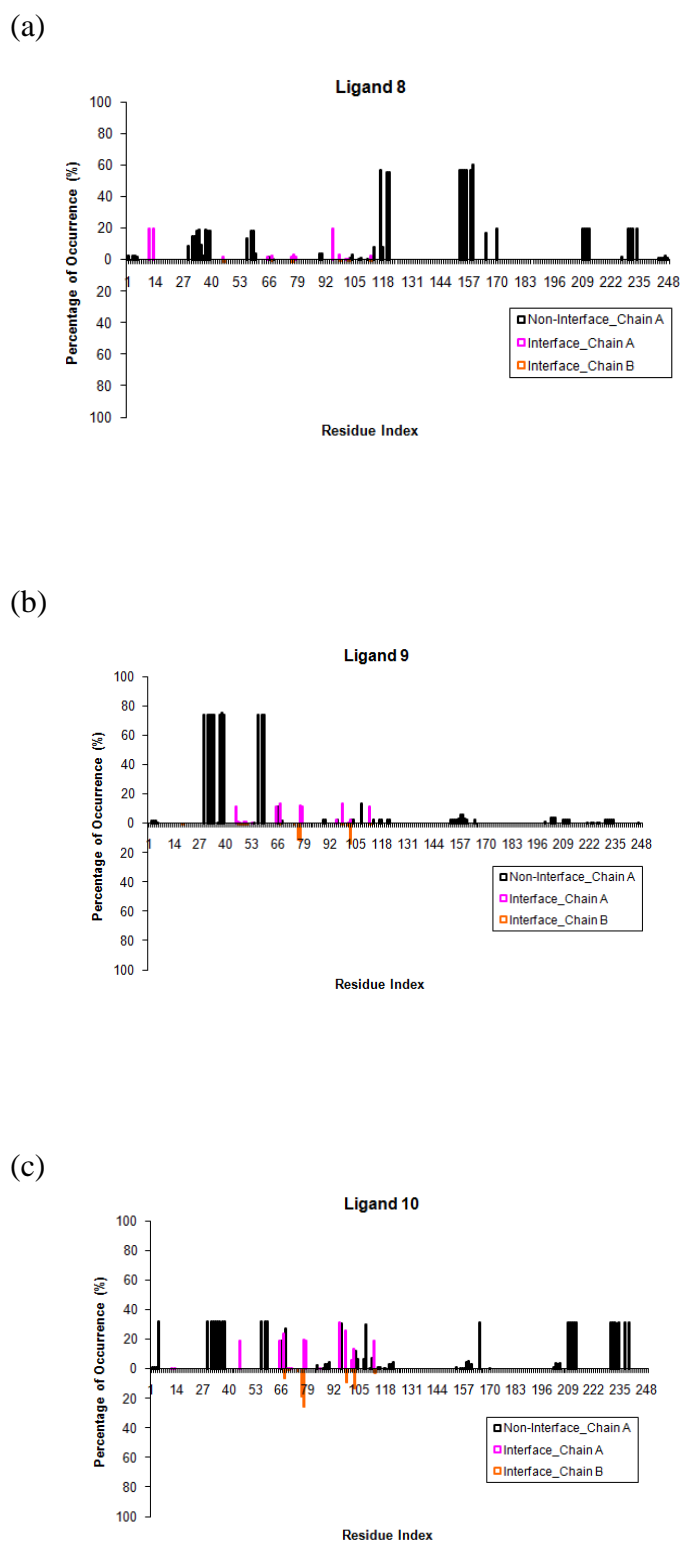 (a)
Ligand 8
Percentage of Occurrence (%)
100
80
60
40
20
0
20
40
60
80
100
1 14 27 40 53 66 79 92 105 118 131 144 157 170 183 196 209 222 235 248
Non-Interface_Chain A
Interface_Chain A
Interface_Chain B
Residue Index
(b)
Ligand 9
Percentage of Occurrence (%)
100
80
60
40
20
0
20
40
60
80
100
1 14 27 40 53 66 79 92 105 118 131 144 157 170 183 196 209 222 235 248
Non-Interface_Chain A
Interface_Chain A
Interface_Chain B
Residue Index
(c)
Ligand 10
Percentage of Occurrence (%)
100
80
60
40
20
0
20
40
60
80
100
1 14 27 40 53 66 79 92 105 118 131 144 157 170 183 196 209 222 235 248
Non-Interface_Chain A
Interface_Chain A
Interface_Chain B
Residue Index